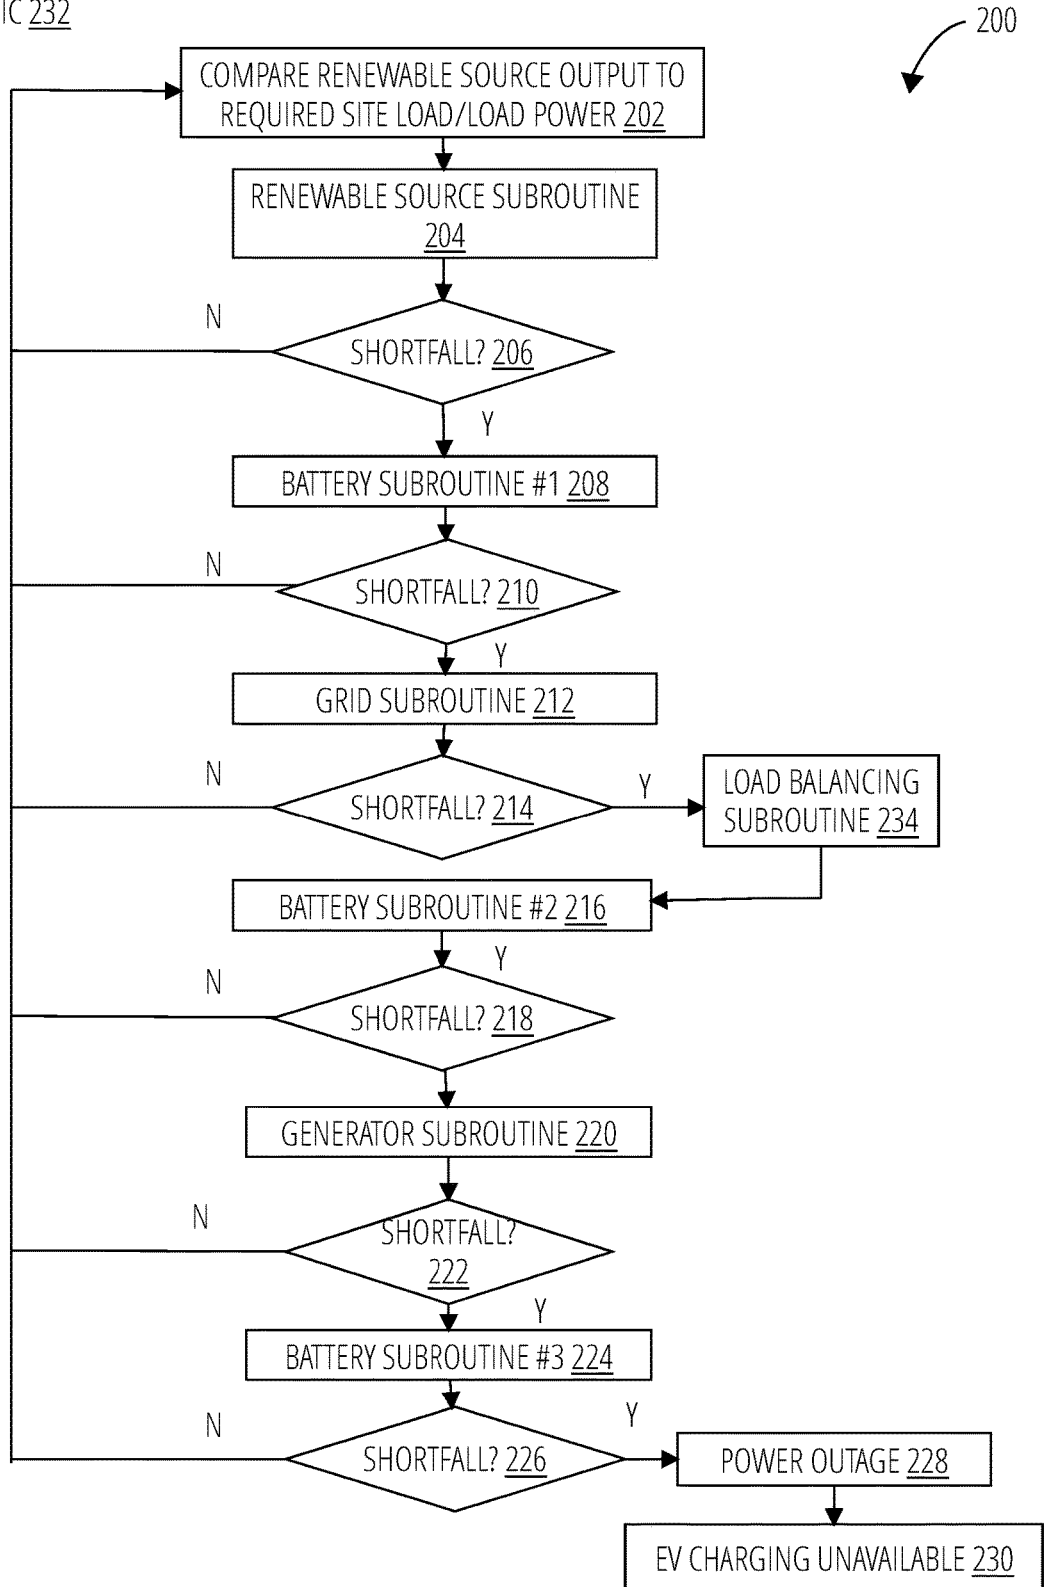 IC 232
200
COMPARE RENEWABLE SOURCE OUTPUT TO
REQUIRED SITE LOAD/LOAD POWER 202
RENEWABLE SOURCE SUBROUTINE
204
N
SHORTFALL? 206
Y
BATTERY SUBROUTINE #1 208
N
SHORTFALL? 210
Y
GRID SUBROUTINE 212
N
SHORTFALL? 214
Y
LOAD BALANCING
SUBROUTINE 234
BATTERY SUBROUTINE #2 216
Y
N
SHORTFALL? 218
GENERATOR SUBROUTINE 220
N
SHORTFALL?
222
Y
BATTERY SUBROUTINE #3 224
N
SHORTFALL? 226
Y
POWER OUTAGE 228
EV CHARGING UNAVAILABLE 230